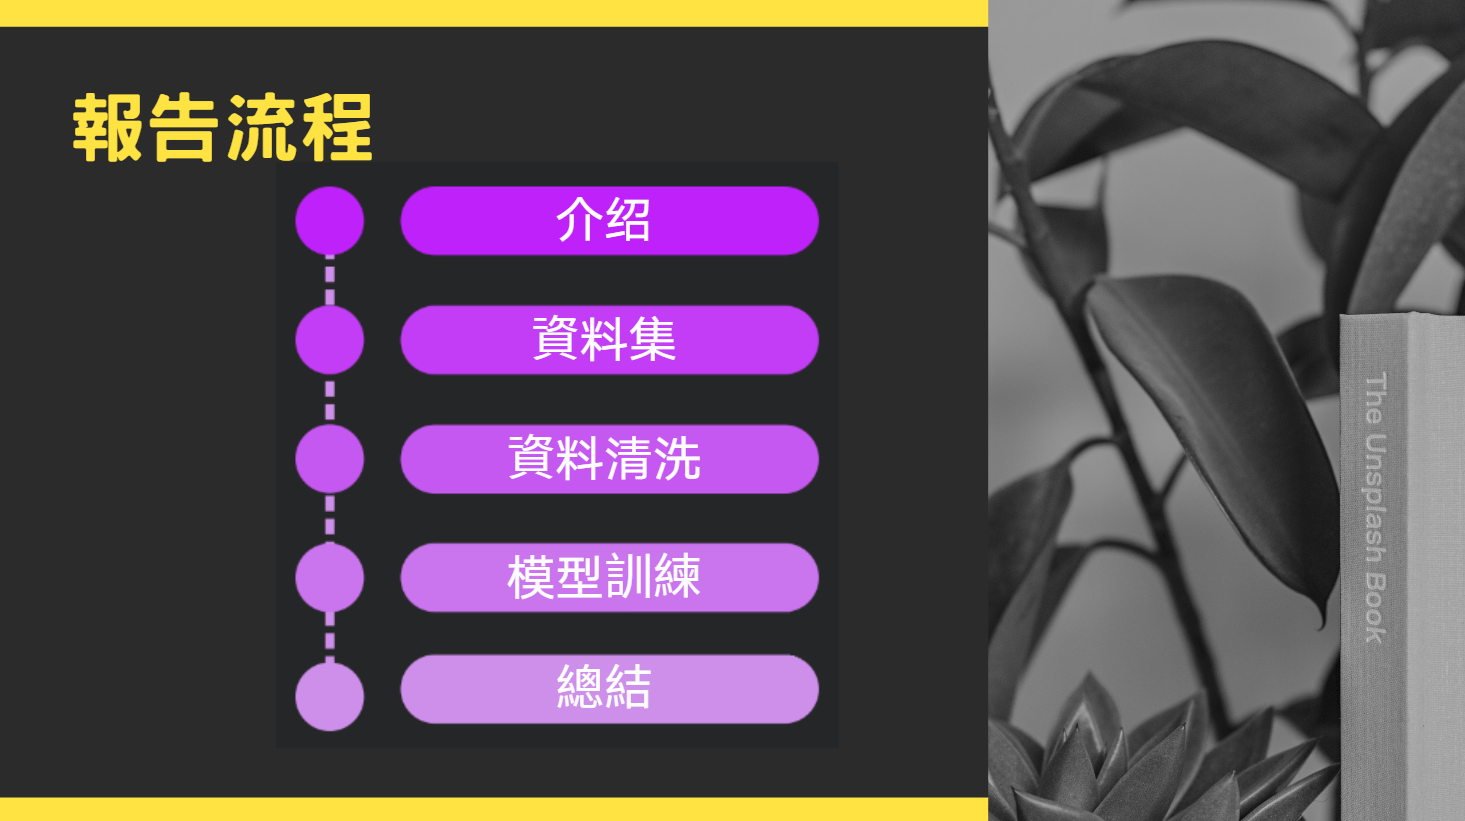 報告流程
介绍
資料集
資料清洗
模型訓練
總結
The Unsplash Book